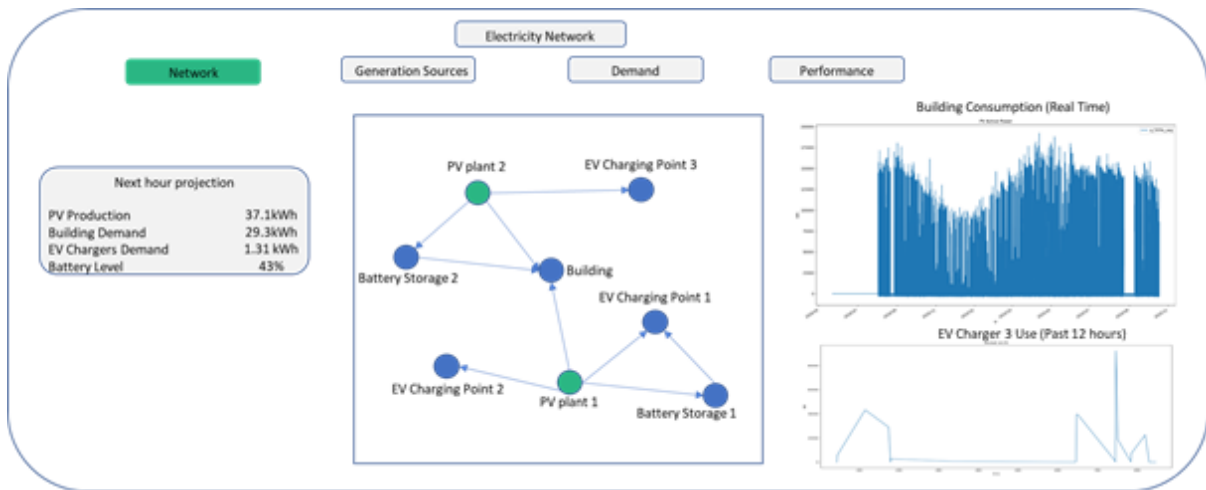 Electricity Network
Network
Generation Sources
Demand
Performance
Next hour projection
PV Production 37.1kWh
Building Demand 29.3kWh
EV Chargers Demand 1.31 kWh
Battery Level 43%
PV plant 2
EV Charging Point 3
Battery Storage 2
Building
EV Charging Point 1
EV Charging Point 2
PV plant 1
Battery Storage 1
Building Consumption (Real Time)
EV Charger 3 Use (Past 12 hours)